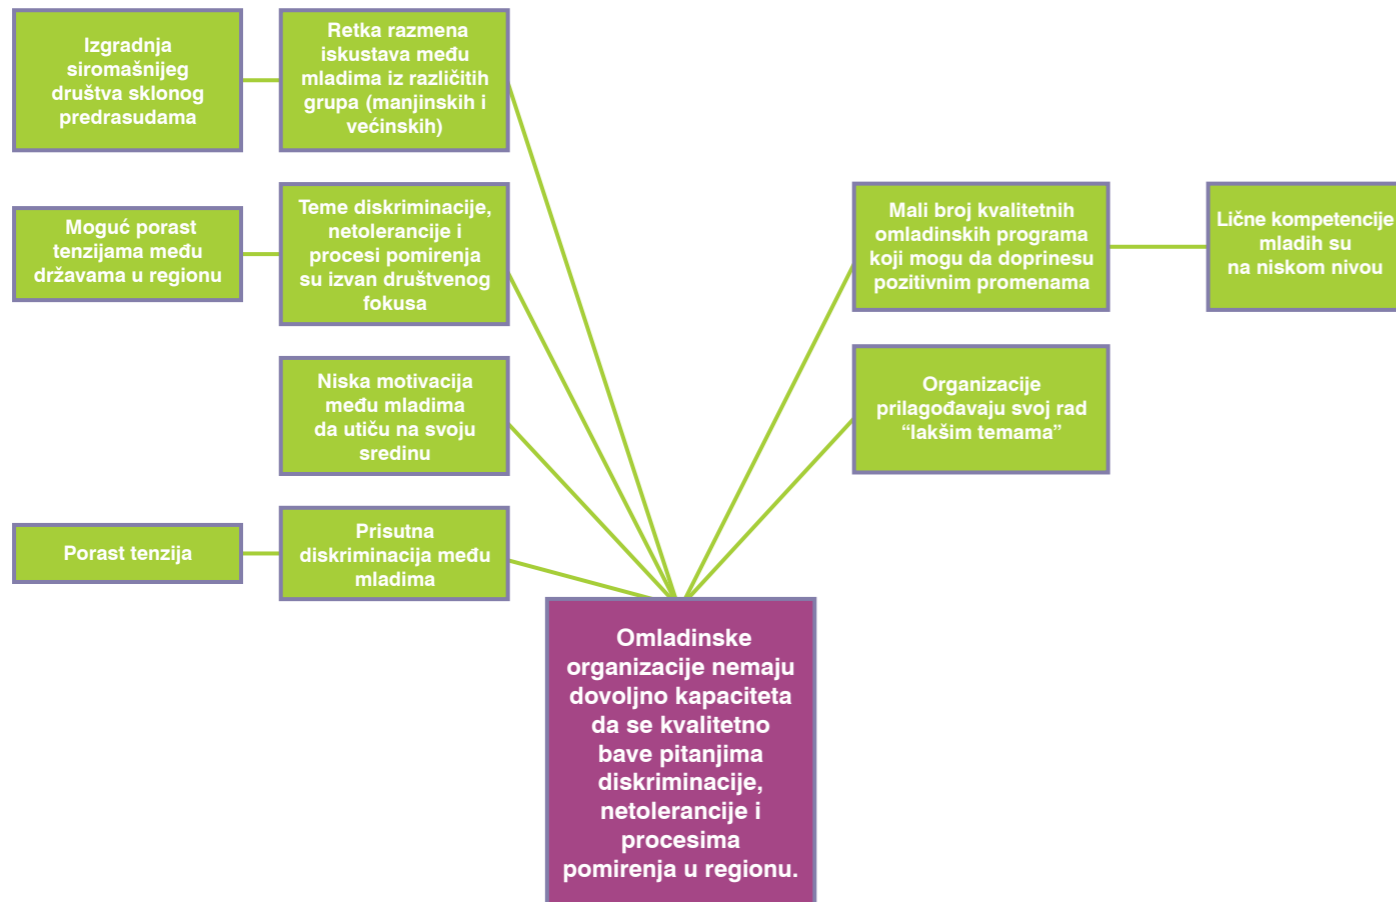 Izgradnja
siromašnijeg
društva sklonog
predrasudama
Retka razmena
iskustava među
mladima iz različitih
grupa (manjinskih i
većinskih)
Moguć porast
tenzijama među
državama u regionu
Teme diskriminacije,
netolerancije i
procesi pomirenja
su izvan društvenog
fokusa
Niska motivacija
među mladima
da utiču na svoju
sredinu
Porast tenzija
Prisutna
diskriminacija među
mladima
Mali broj kvalitetnih
omladinskih programa
koji mogu da doprinesu
pozitivnim promenama
Lične kompetencije
mladih su
na niskom nivou
Organizacije
prilagođavaju svoj rad
“lakšim temama”
Omladinske
organizacije nemaju
dovoljno kapaciteta
da se kvalitetno
bave pitanjima
diskriminacije,
netolerancije i
procesima
pomirenja u regionu.